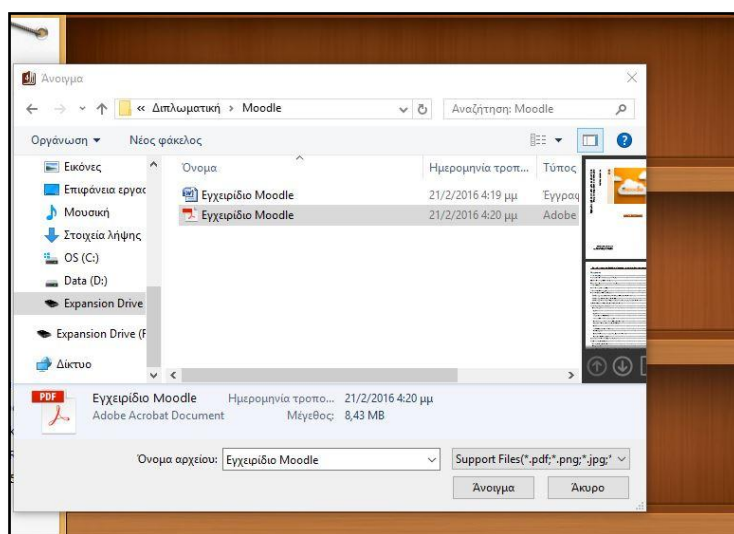 Άνοιγμα
« Διπλωματική › Moodle
Αναζήτηση: Moodle
Οργάνωση
Νέος φάκελος
Εικόνες
Επιφάνεια εργας
Μουσική
Στοιχεία λήψης
OS (C:)
Data (D:)
Expansion Drive
Expansion Drive (F
Δίκτυο
Όνομα Ημερομηνία τροπ... Τύπος
Εγχειρίδιο Moodle 21/2/2016 4:19 μμ Έγγραφ
Εγχειρίδιο Moodle 21/2/2016 4:20 μμ Adobe
PDF
Εγχειρίδιο Moodle Ημερομηνία τροπο... 21/2/2016 4:20 μμ
Adobe Acrobat Document Μέγεθος: 8,43 MB
Όνομα αρχείου: Εγχειρίδιο Moodle Support Files(*.pdf;*.png;*.jpg;*
Άνοιγμα Άκυρο